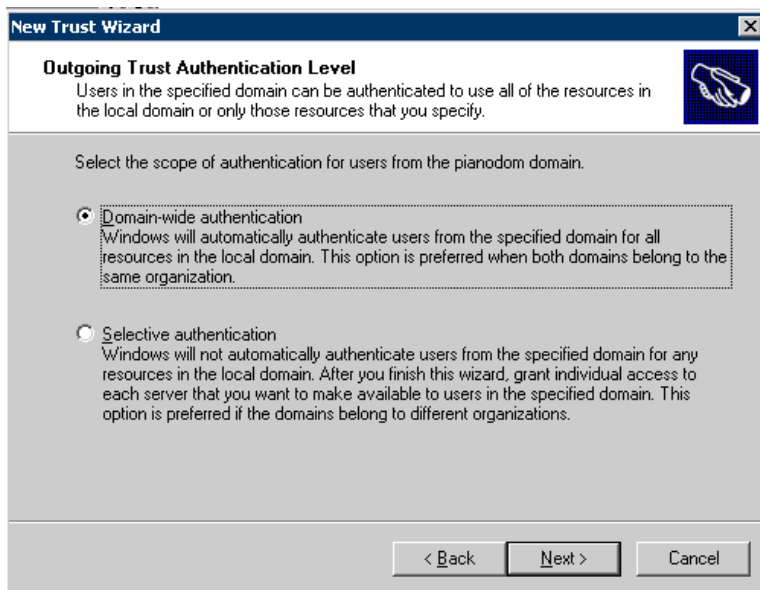 New Trust Wizard
Outgoing Trust Authentication Level
Users in the specified domain can be authenticated to use all of the resources in
the local domain or only those resources that you specify.
Select the scope of authentication for users from the pianodom domain.
Domain-wide authentication
Windows will automatically authenticate users from the specified domain for all
resources in the local domain. This option is preferred when both domains belong to the
same organization.
Selective authentication
Windows will not automatically authenticate users from the specified domain for any
resources in the local domain. After you finish this wizard, grant individual access to
each server that you want to make available to users in the specified domain. This
option is preferred if the domains belong to different organizations.
< Back Next > Cancel